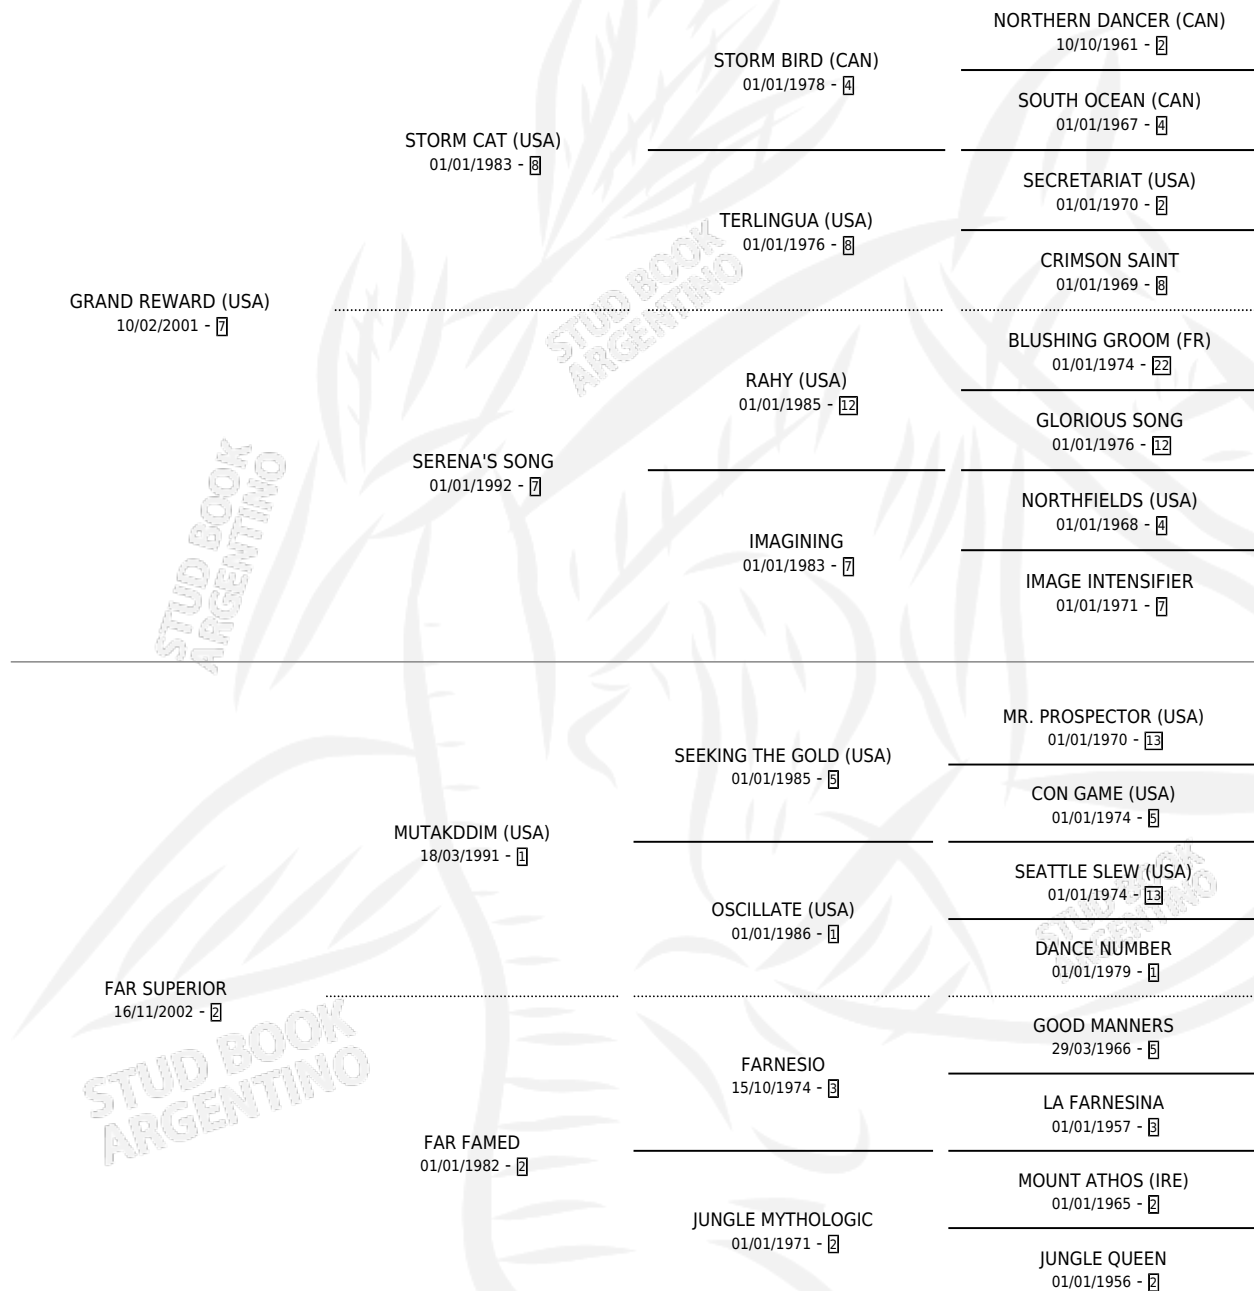 NORTHERN DANCER (CAN)
10/10/1961 - 2
STORM BIRD (CAN)
01/01/1978 - 4
SOUTH OCEAN (CAN)
01/01/1967 - 4
STORM CAT (USA)
01/01/1983 - 8
SECRETARIAT (USA)
01/01/1970 - 2
TERLINGUA (USA)
01/01/1976 - 8
CRIMSON SAINT
01/01/1969 - 8
GRAND REWARD (USA)
10/02/2001 - 7
BLUSHING GROOM (FR)
01/01/1974 - 22
RAHY (USA)
01/01/1985 - 12
GLORIOUS SONG
01/01/1976 - 12
SERENA'S SONG
01/01/1992 - 7
NORTHFIELDS (USA)
01/01/1968 - 4
IMAGINING
01/01/1983 - 7
IMAGE INTENSIFIER
01/01/1971 - 7
MR. PROSPECTOR (USA)
01/01/1970 - 13
SEEKING THE GOLD (USA)
01/01/1985 - 5
CON GAME (USA)
01/01/1974 - 5
MUTAKDDIM (USA)
18/03/1991 - 1
SEATTLE SLEW (USA)
01/01/1974 - 13
OSCILLATE (USA)
01/01/1986 - 1
DANCE NUMBER
01/01/1979 - 1
FAR SUPERIOR
16/11/2002 - 2
GOOD MANNERS
29/03/1966 - 5
FARNESIO
15/10/1974 - 3
LA FARNESINA
01/01/1957 - 3
FAR FAMED
01/01/1982 - 2
MOUNT ATHOS (IRE)
01/01/1965 - 2
JUNGLE MYTHOLOGIC
01/01/1971 - 2
JUNGLE QUEEN
01/01/1956 - 2
STUD BOOK
ARGENTINO
STUD BOOK
ARGENTINO
STUD BOOK
ARGENTINO
STUD BOOK
ARGENTINO